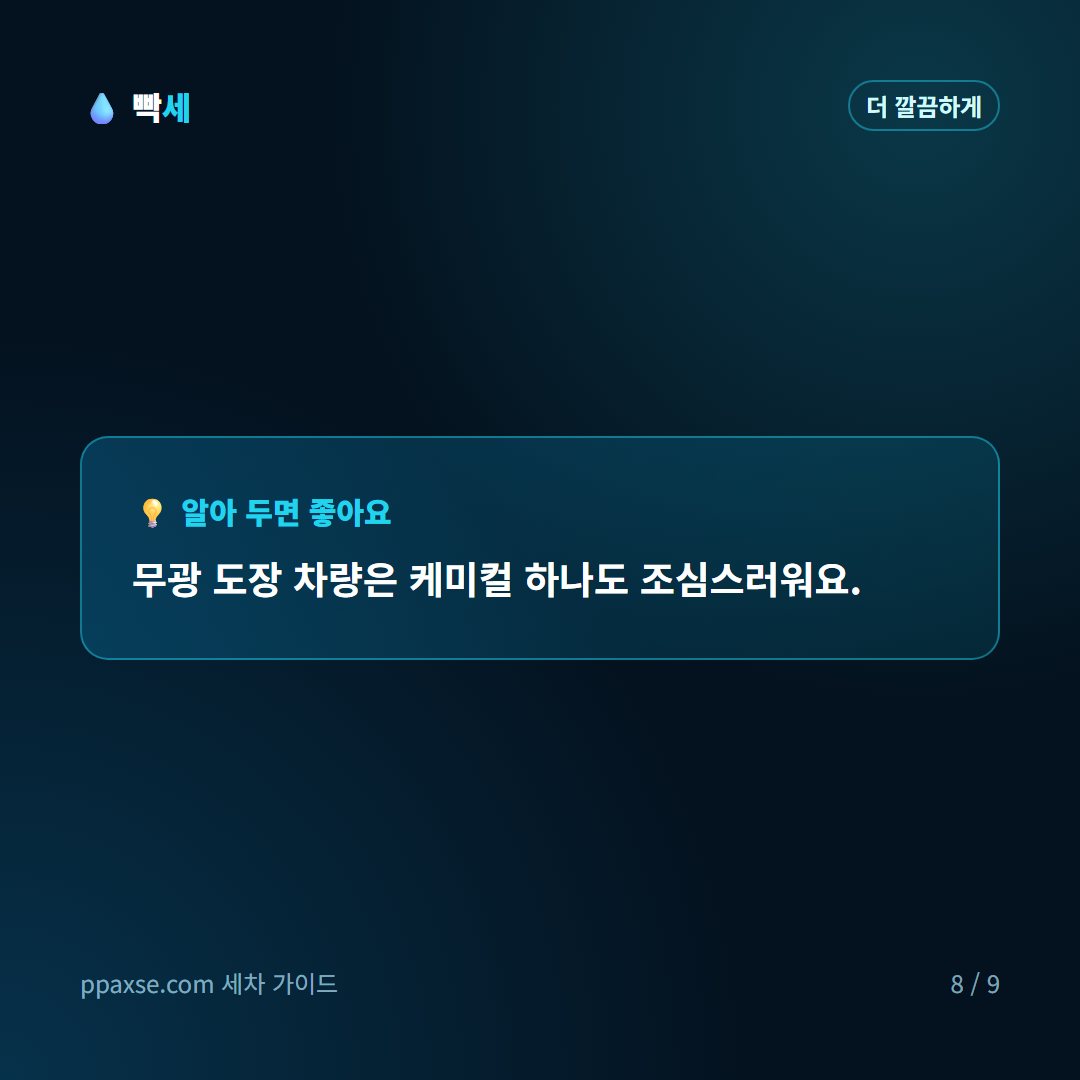 빡세
더 깔끔하게
알아 두면 좋아요
무광 도장 차량은 케미컬 하나도 조심스러워요.
ppaxse.com 세차 가이드
8 / 9